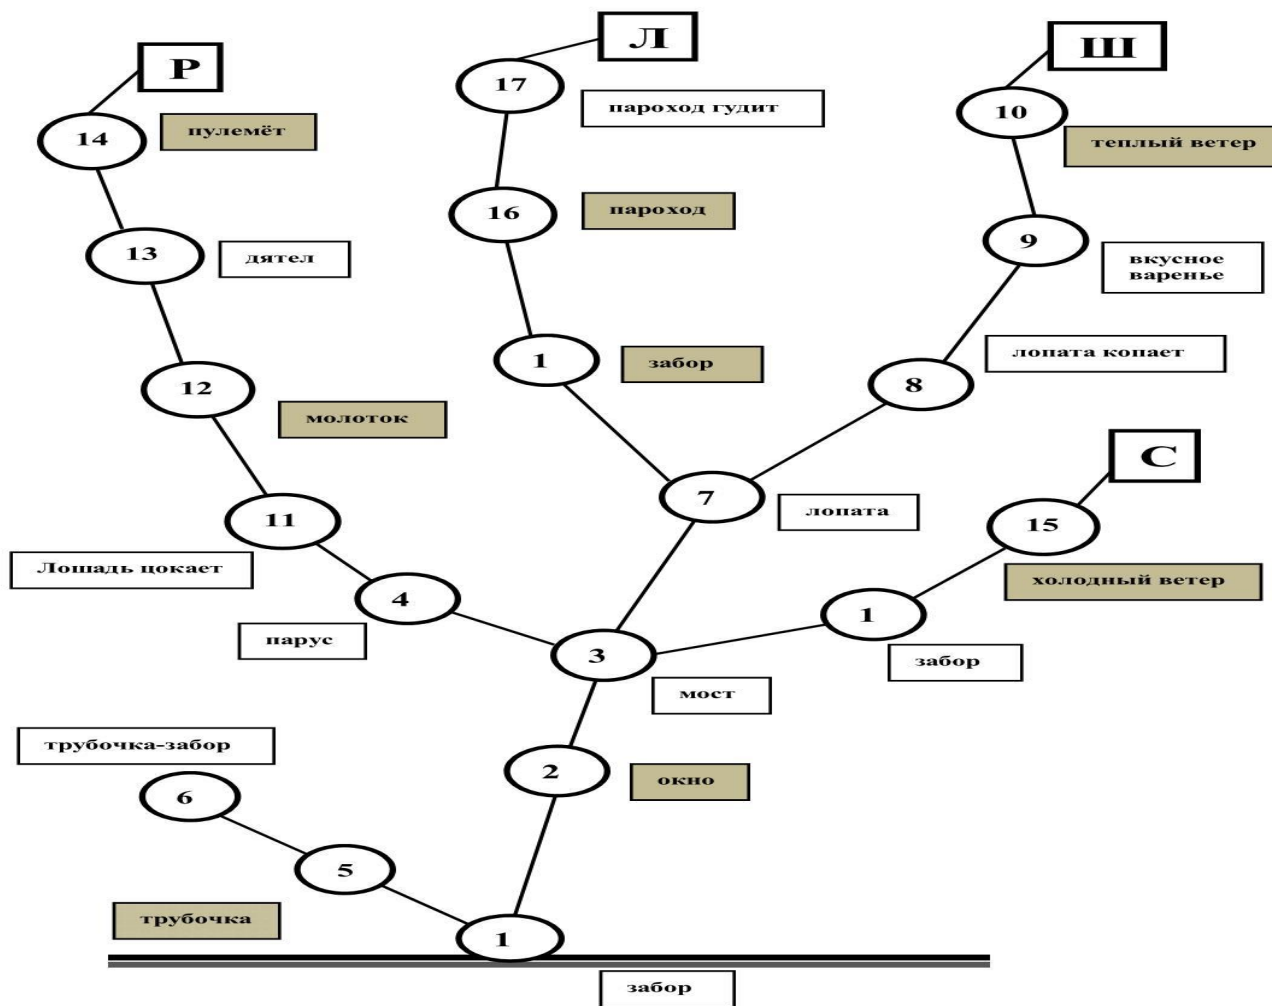 Л
Р
Ш
17
пароход гудит
14
пулемёт
10
теплый ветер
16
пароход
13
дятел
9
вкусное
варенье
1
забор
лопата копает
12
молоток
8
С
7
лопата
11
15
Лошадь цокает
холодный ветер
4
парус
1
забор
3
мост
трубочка-забор
2
окно
6
5
трубочка
1
забор